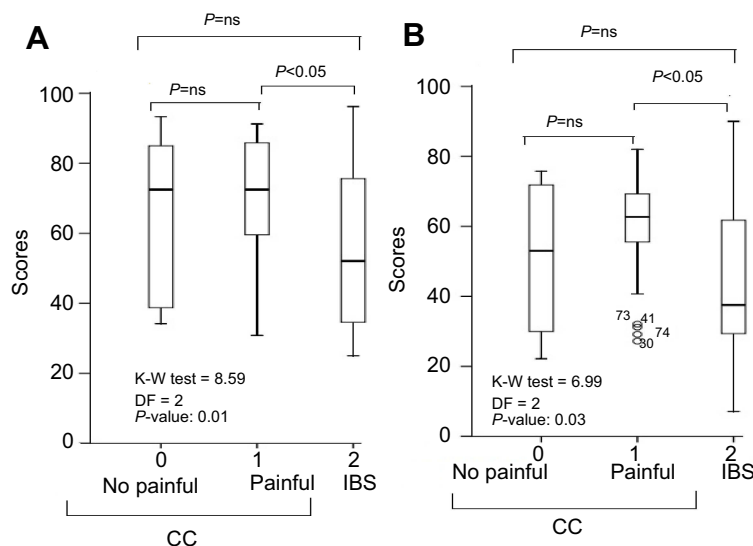 A
P=ns
P=ns
P<0.05
100
80
60
40
20
0
Scores
K-W test = 8.59
DF = 2
P-value: 0.01
0
1
2
No painful
Painful
IBS
CC
B
P=ns
P=ns
P<0.05
100
80
60
40
20
0
Scores
73
41
74
30
K-W test = 6.99
DF = 2
P-value: 0.03
0
1
2
No painful
Painful
IBS
CC